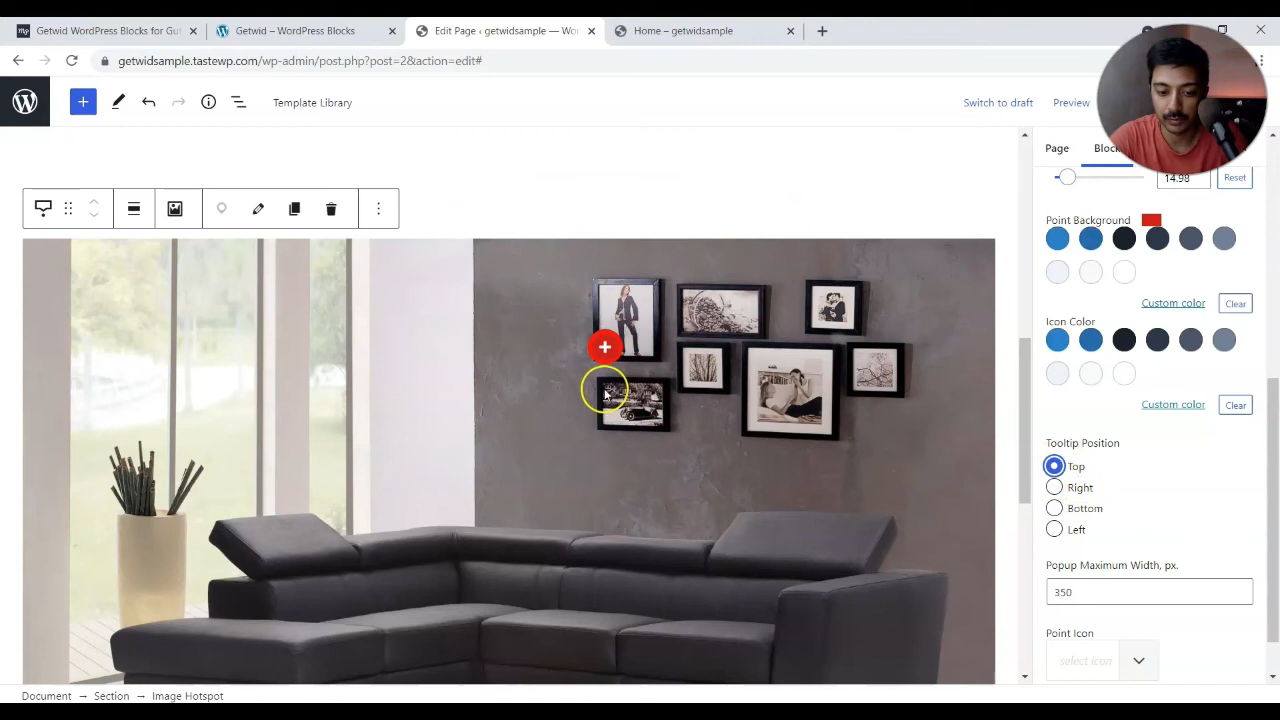 Getwid WordPress Blocks for Gut
Getwid – WordPress Blocks
Edit Page ‹ getwidsample — Wor
Home – getwidsample
getwidsample.tastewp.com/wp-admin/post.php?post=2&action=edit#
Template Library
Switch to draft
Preview
Page
Block
14.98
Reset
Point Background
Custom color
Clear
Icon Color
Custom color
Clear
Tooltip Position
Top
Right
Bottom
Left
Popup Maximum Width, px.
350
Point Icon
select icon
Document → Section → Image Hotspot